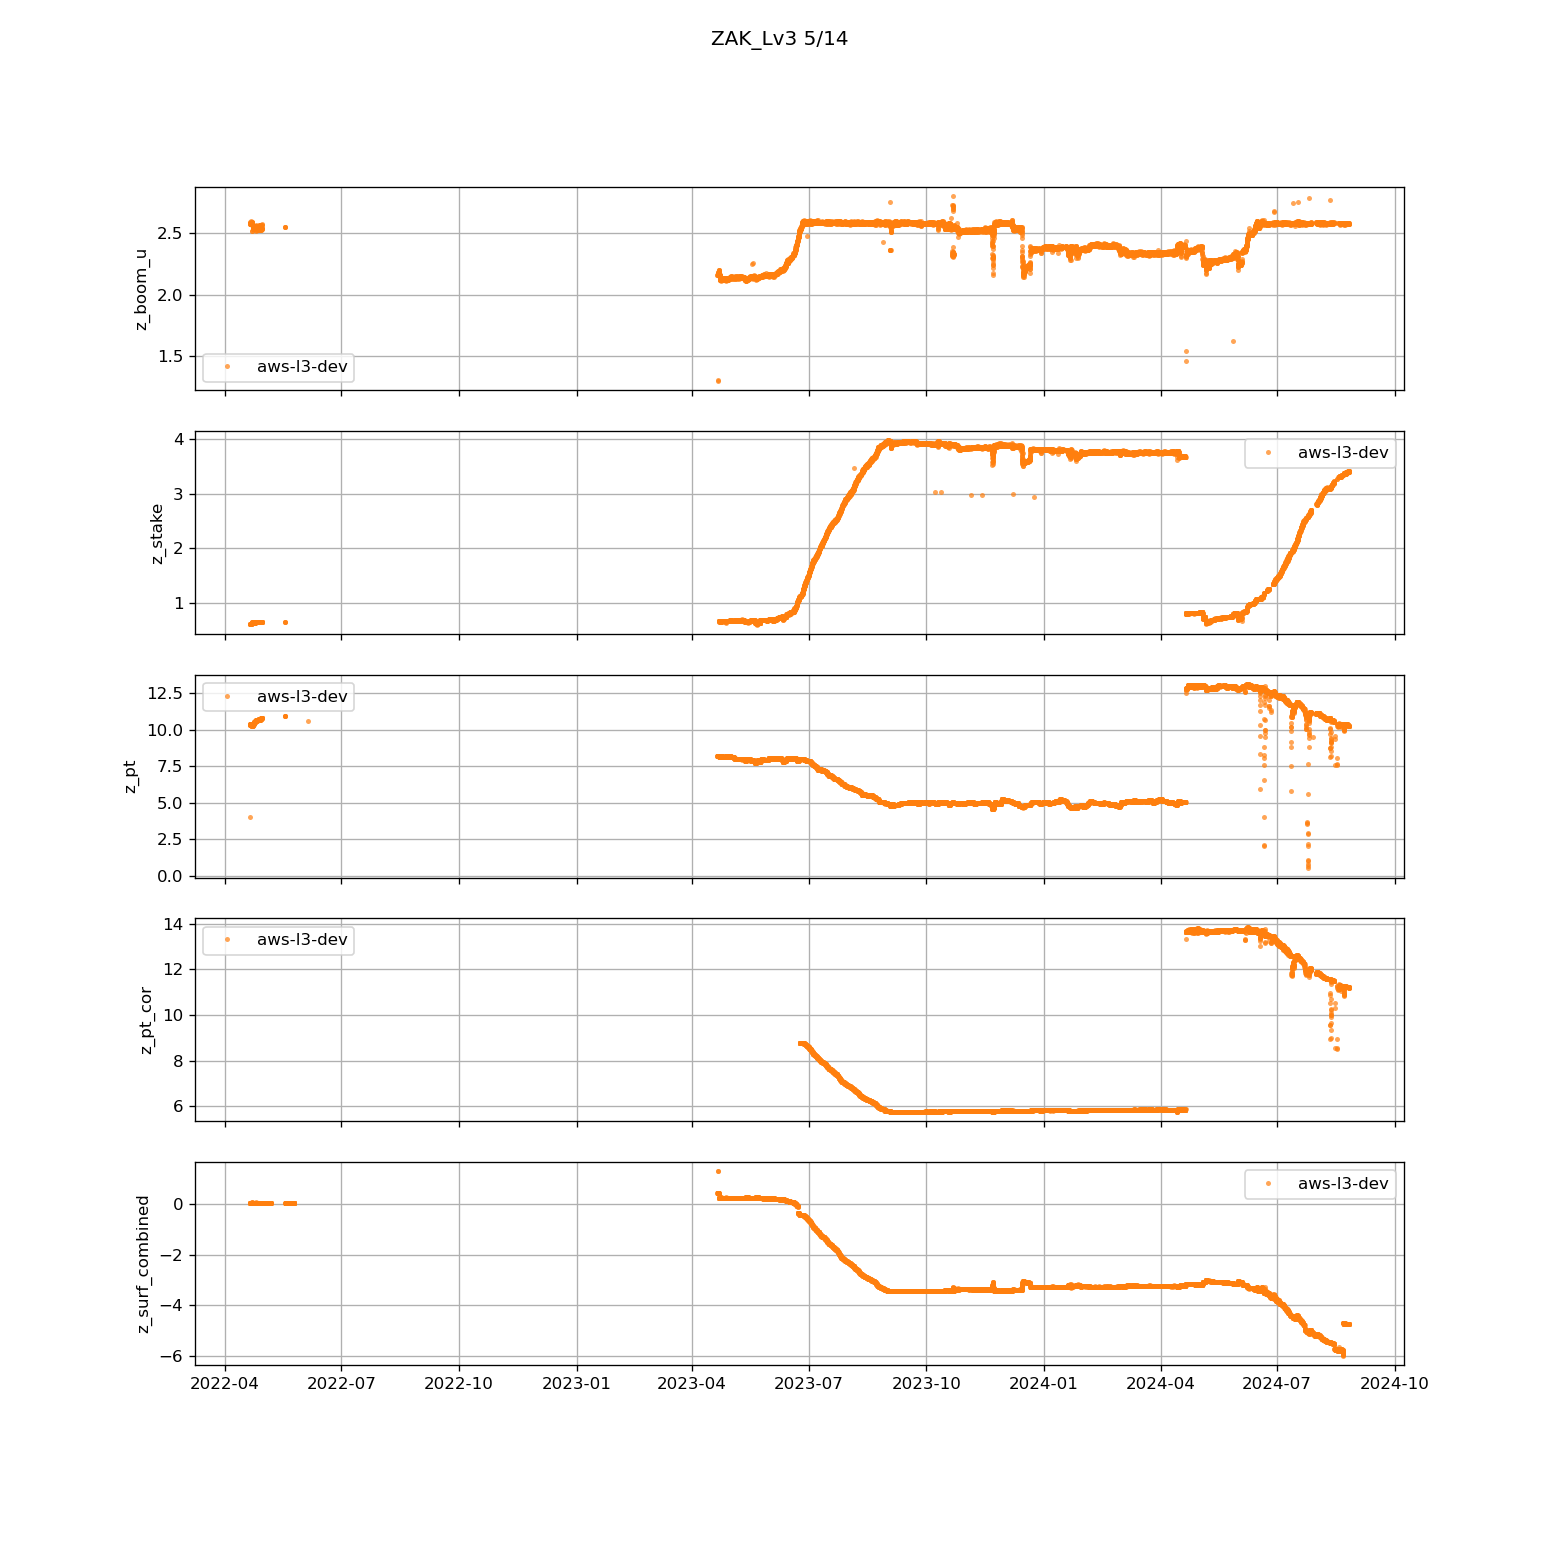 ZAK_Lv3 5/14
z_boom_u
2.5
2.0
1.5
aws-l3-dev
z_stake
4
3
2
1
aws-l3-dev
z_pt
12.5
10.0
7.5
5.0
2.5
0.0
aws-l3-dev
z_pt_cor
14
12
10
8
6
aws-l3-dev
z_surf_combined
0
−2
−4
−6
aws-l3-dev
2022-04 2022-07 2022-10 2023-01 2023-04 2023-07 2023-10 2024-01 2024-04 2024-07 2024-10